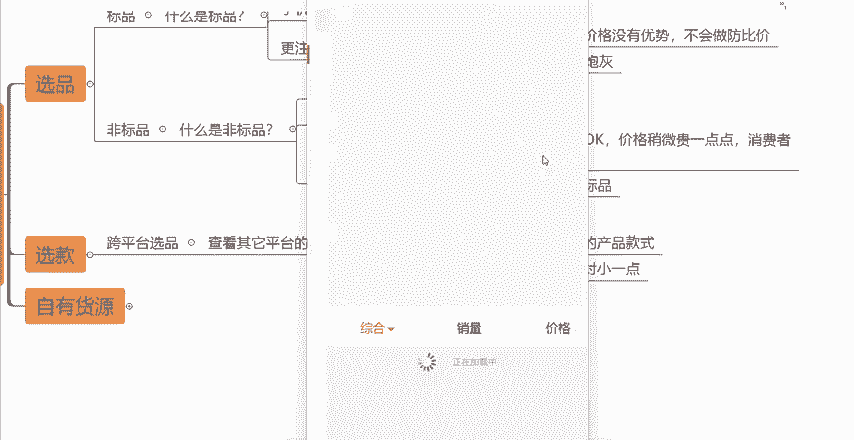 标品 什么是标品?
更注
价格没有优势，不会做防比价
炮灰
选品
非标品 什么是非标品?
OK，价格稍微贵一点点，消费者
标品
选款
跨平台选品 查看其它平台的
的产品款式
对小一点
自有货源
综合 销量 价格
正在加载中